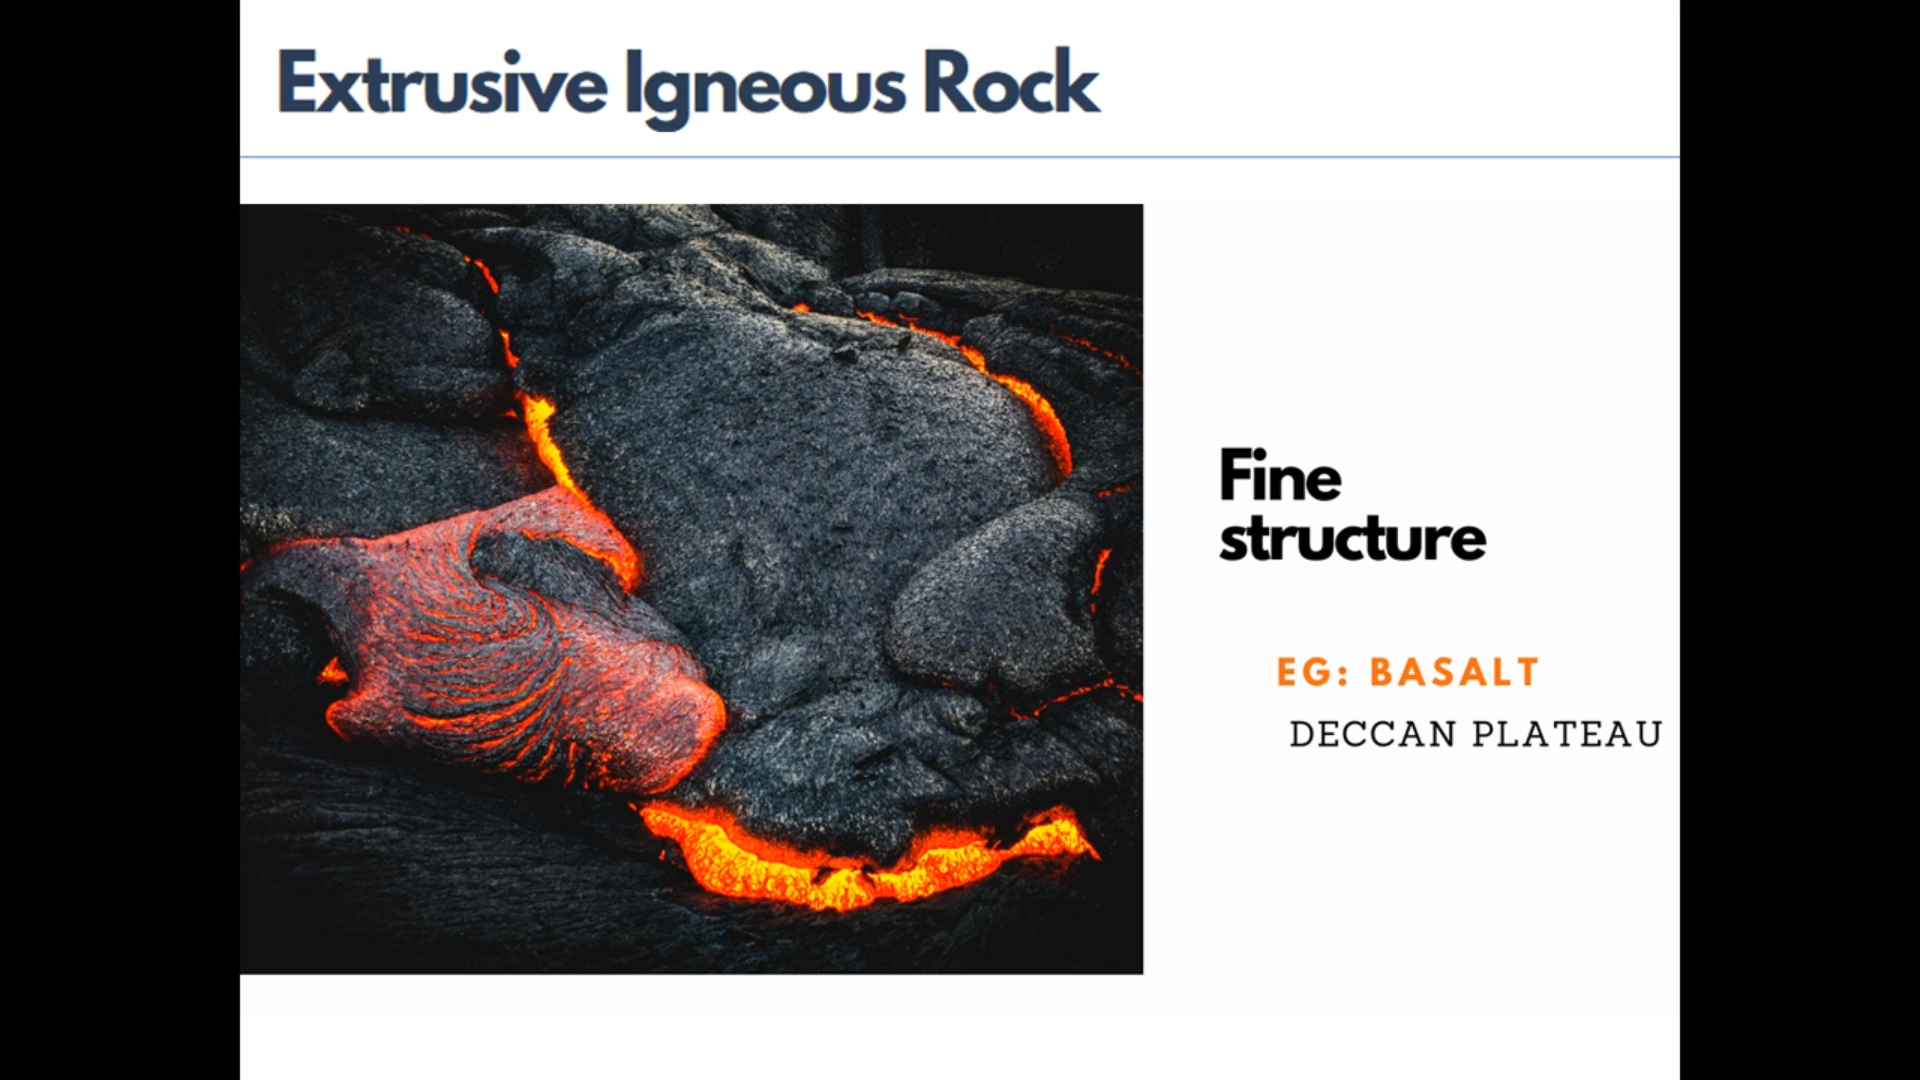 Extrusive Igneous Rock
Fine
structure
EG: BASALT
DECCAN PLATEAU